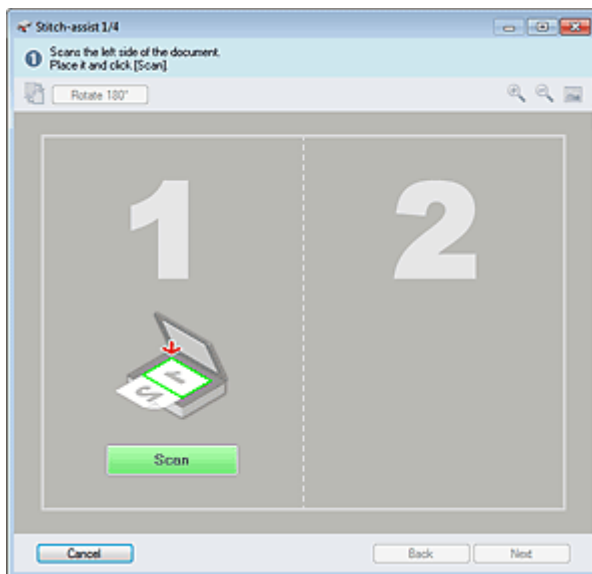 Stitch-assist 1/4
1 Scans the left side of the document.
Place it and click [Scan]
Rotate 180°
1 2
Scan
Cancel Back Next